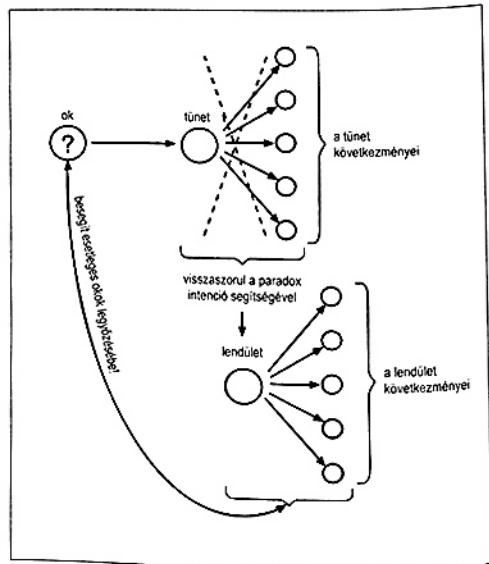 ok
?
tünet
a tünet
következményei
besegít esetleges okok legyőzésébe!
visszaszorul a paradox
intenció segítségével
lendület
a lendület
következményei